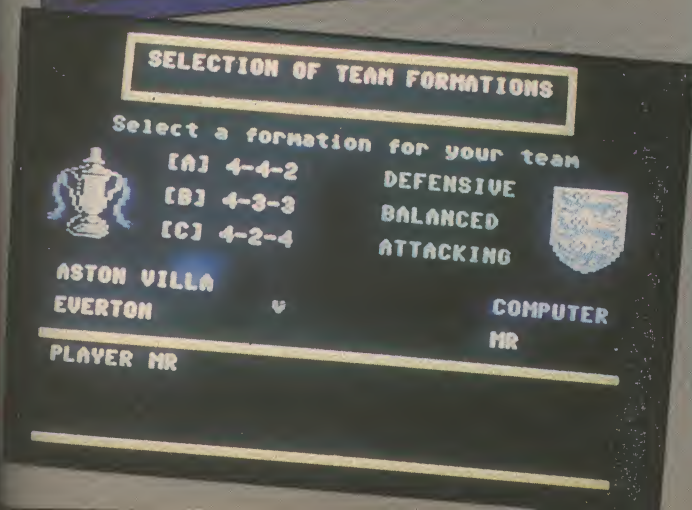 SELECTION OF TEAM FORMATIONS
Select a formation for your team
[A] 4-4-2 DEFENSIVE
[B] 4-3-3 BALANCED
[C] 4-2-4 ATTACKING
ASTON VILLA COMPUTER
EVERTON V MR
PLAYER MR